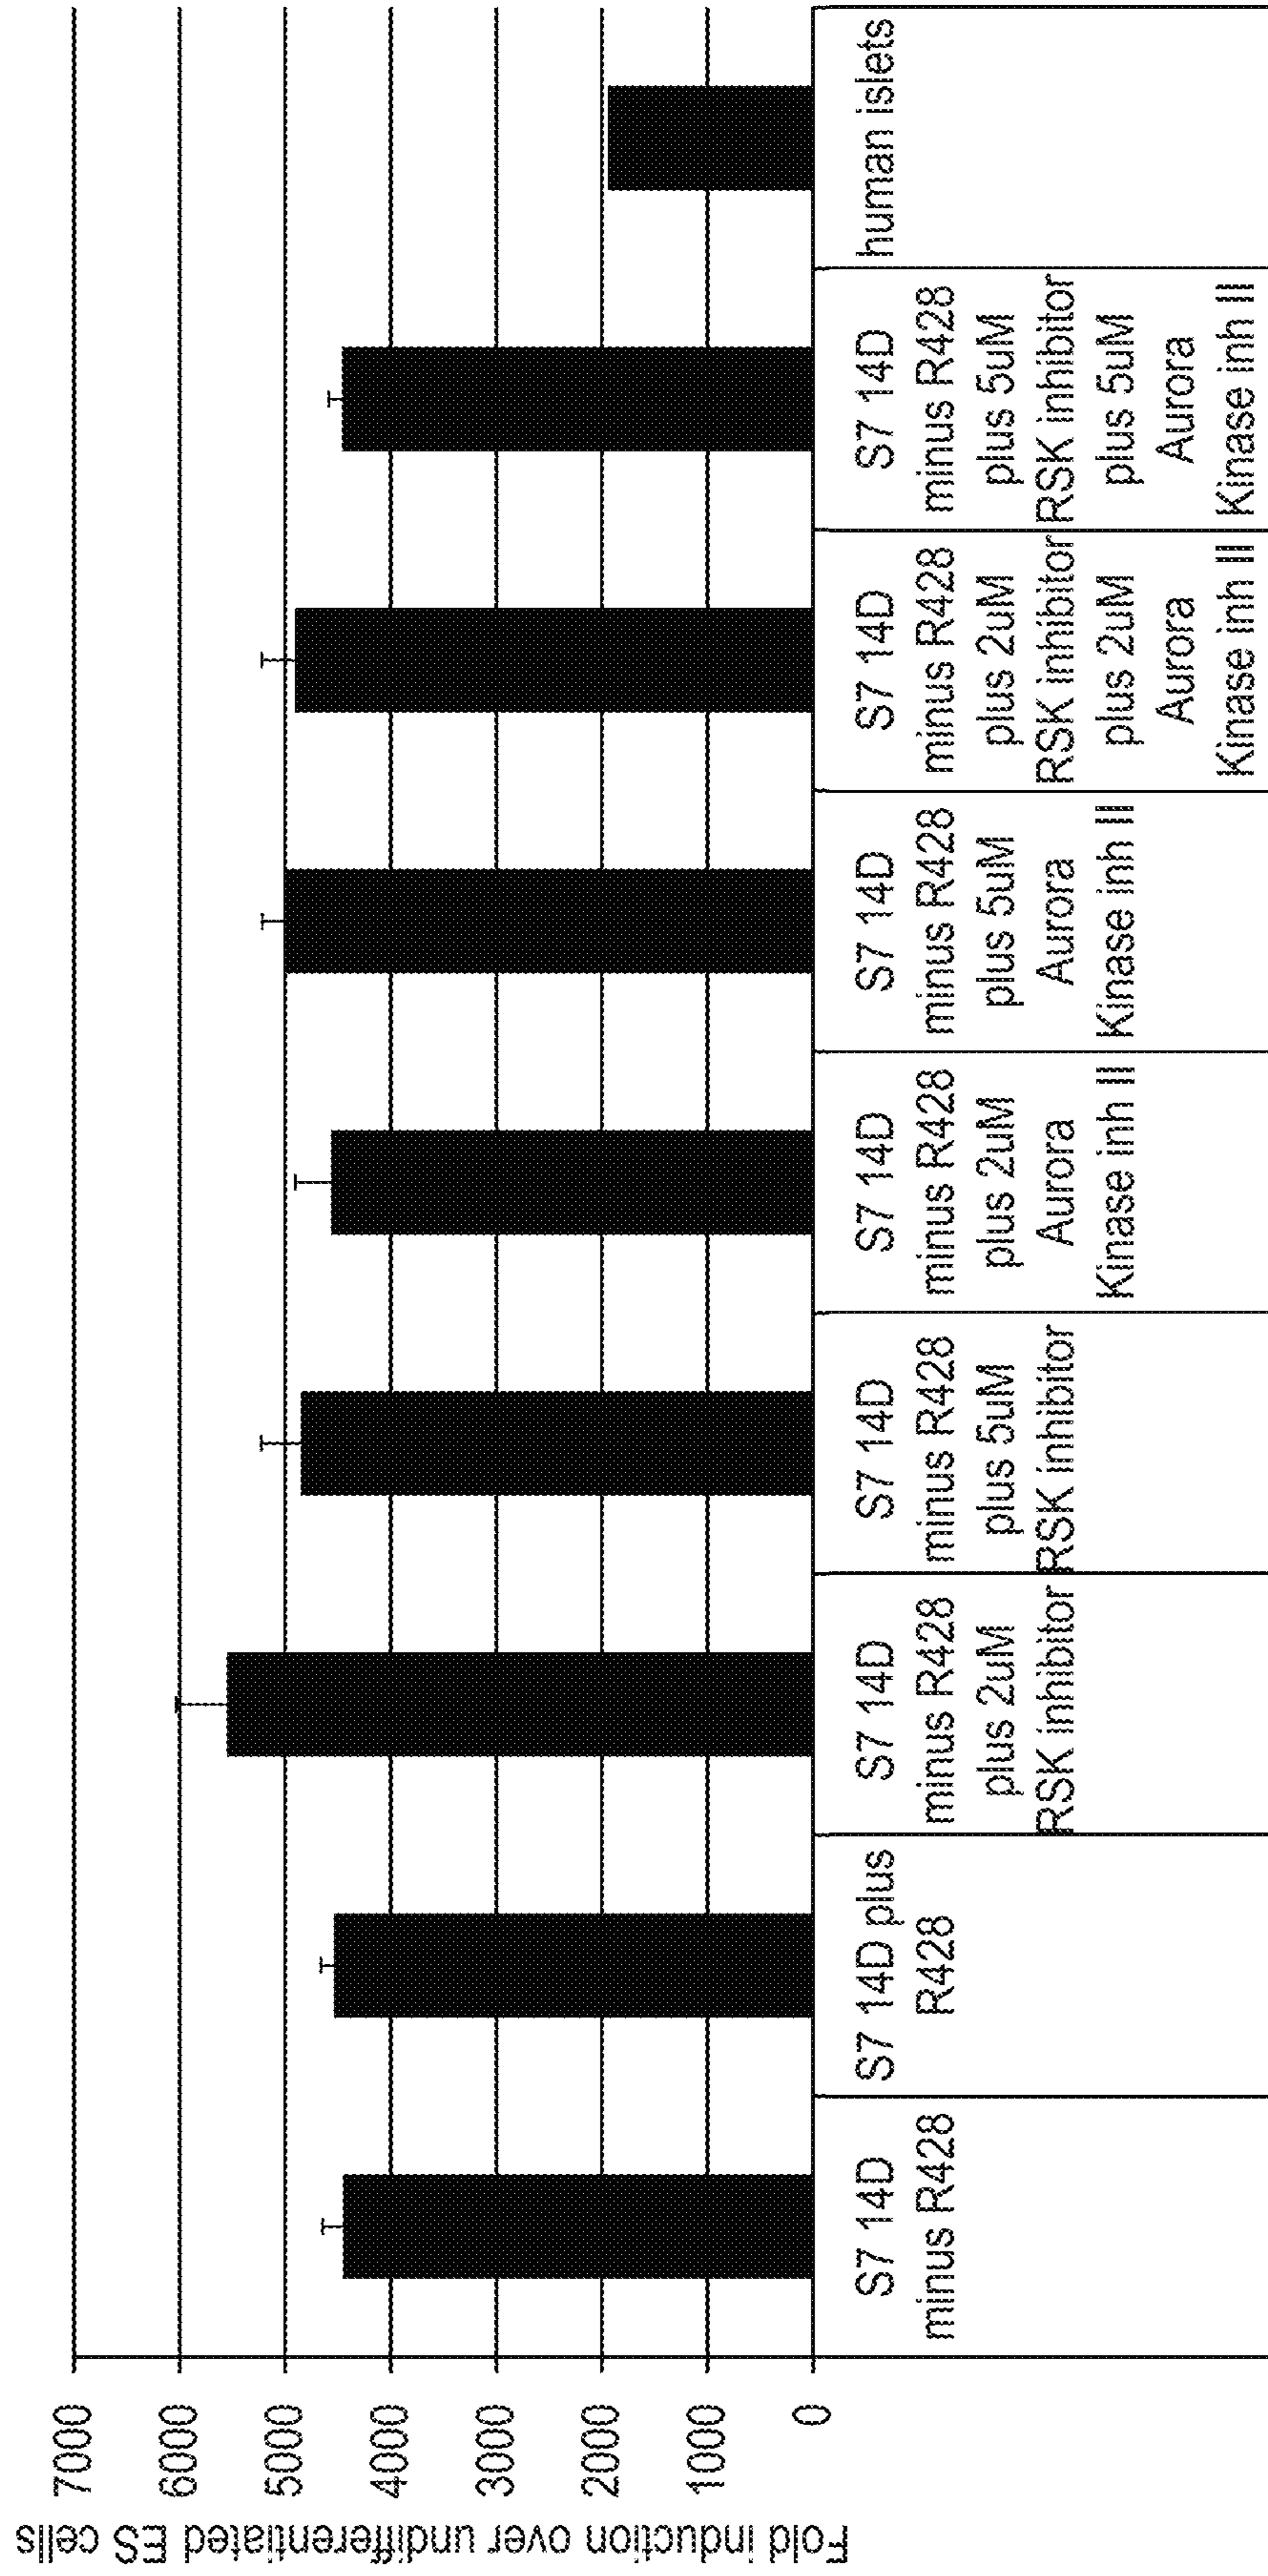 Fold induction over undifferentiated ES cells
7000
6000
5000
4000
3000
2000
1000
0
S7 14D
minus R428
S7 14D plus
R428
S7 14D
minus R428
plus 2uM
RSK inhibitor
S7 14D
minus R428
plus 5uM
RSK inhibitor
S7 14D
minus R428
plus 2uM
Aurora
Kinase inh II
S7 14D
minus R428
plus 5uM
Aurora
Kinase inh II
S7 14D
minus R428
plus 2uM
RSK inhibitor
plus 2uM
Aurora
Kinase inh II
S7 14D
minus R428
plus 5uM
RSK inhibitor
plus 5uM
Aurora
Kinase inh II
human islets